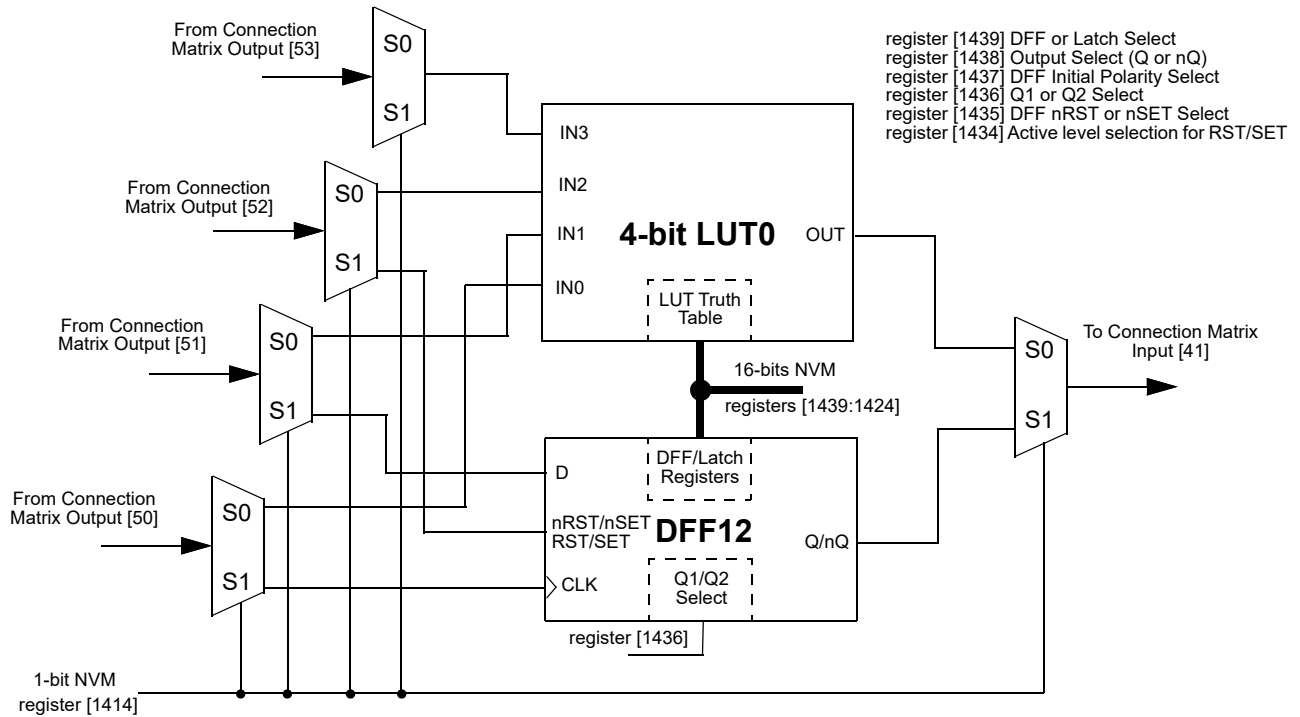 From Connection
Matrix Output [53]
S0
S1
register [1439] DFF or Latch Select
register [1438] Output Select (Q or nQ)
register [1437] DFF Initial Polarity Select
register [1436] Q1 or Q2 Select
register [1435] DFF nRST or nSET Select
register [1434] Active level selection for RST/SET
From Connection
Matrix Output [52]
S0
S1
IN3
IN2
IN1
IN0
4-bit LUT0
OUT
LUT Truth
Table
From Connection
Matrix Output [51]
S0
S1
16-bits NVM
registers [1439:1424]
S0
S1
To Connection Matrix
Input [41]
From Connection
Matrix Output [50]
S0
S1
D
nRST/nSET
RST/SET
CLK
DFF/Latch
Registers
DFF12
Q/nQ
Q1/Q2
Select
register [1436]
1-bit NVM
register [1414]